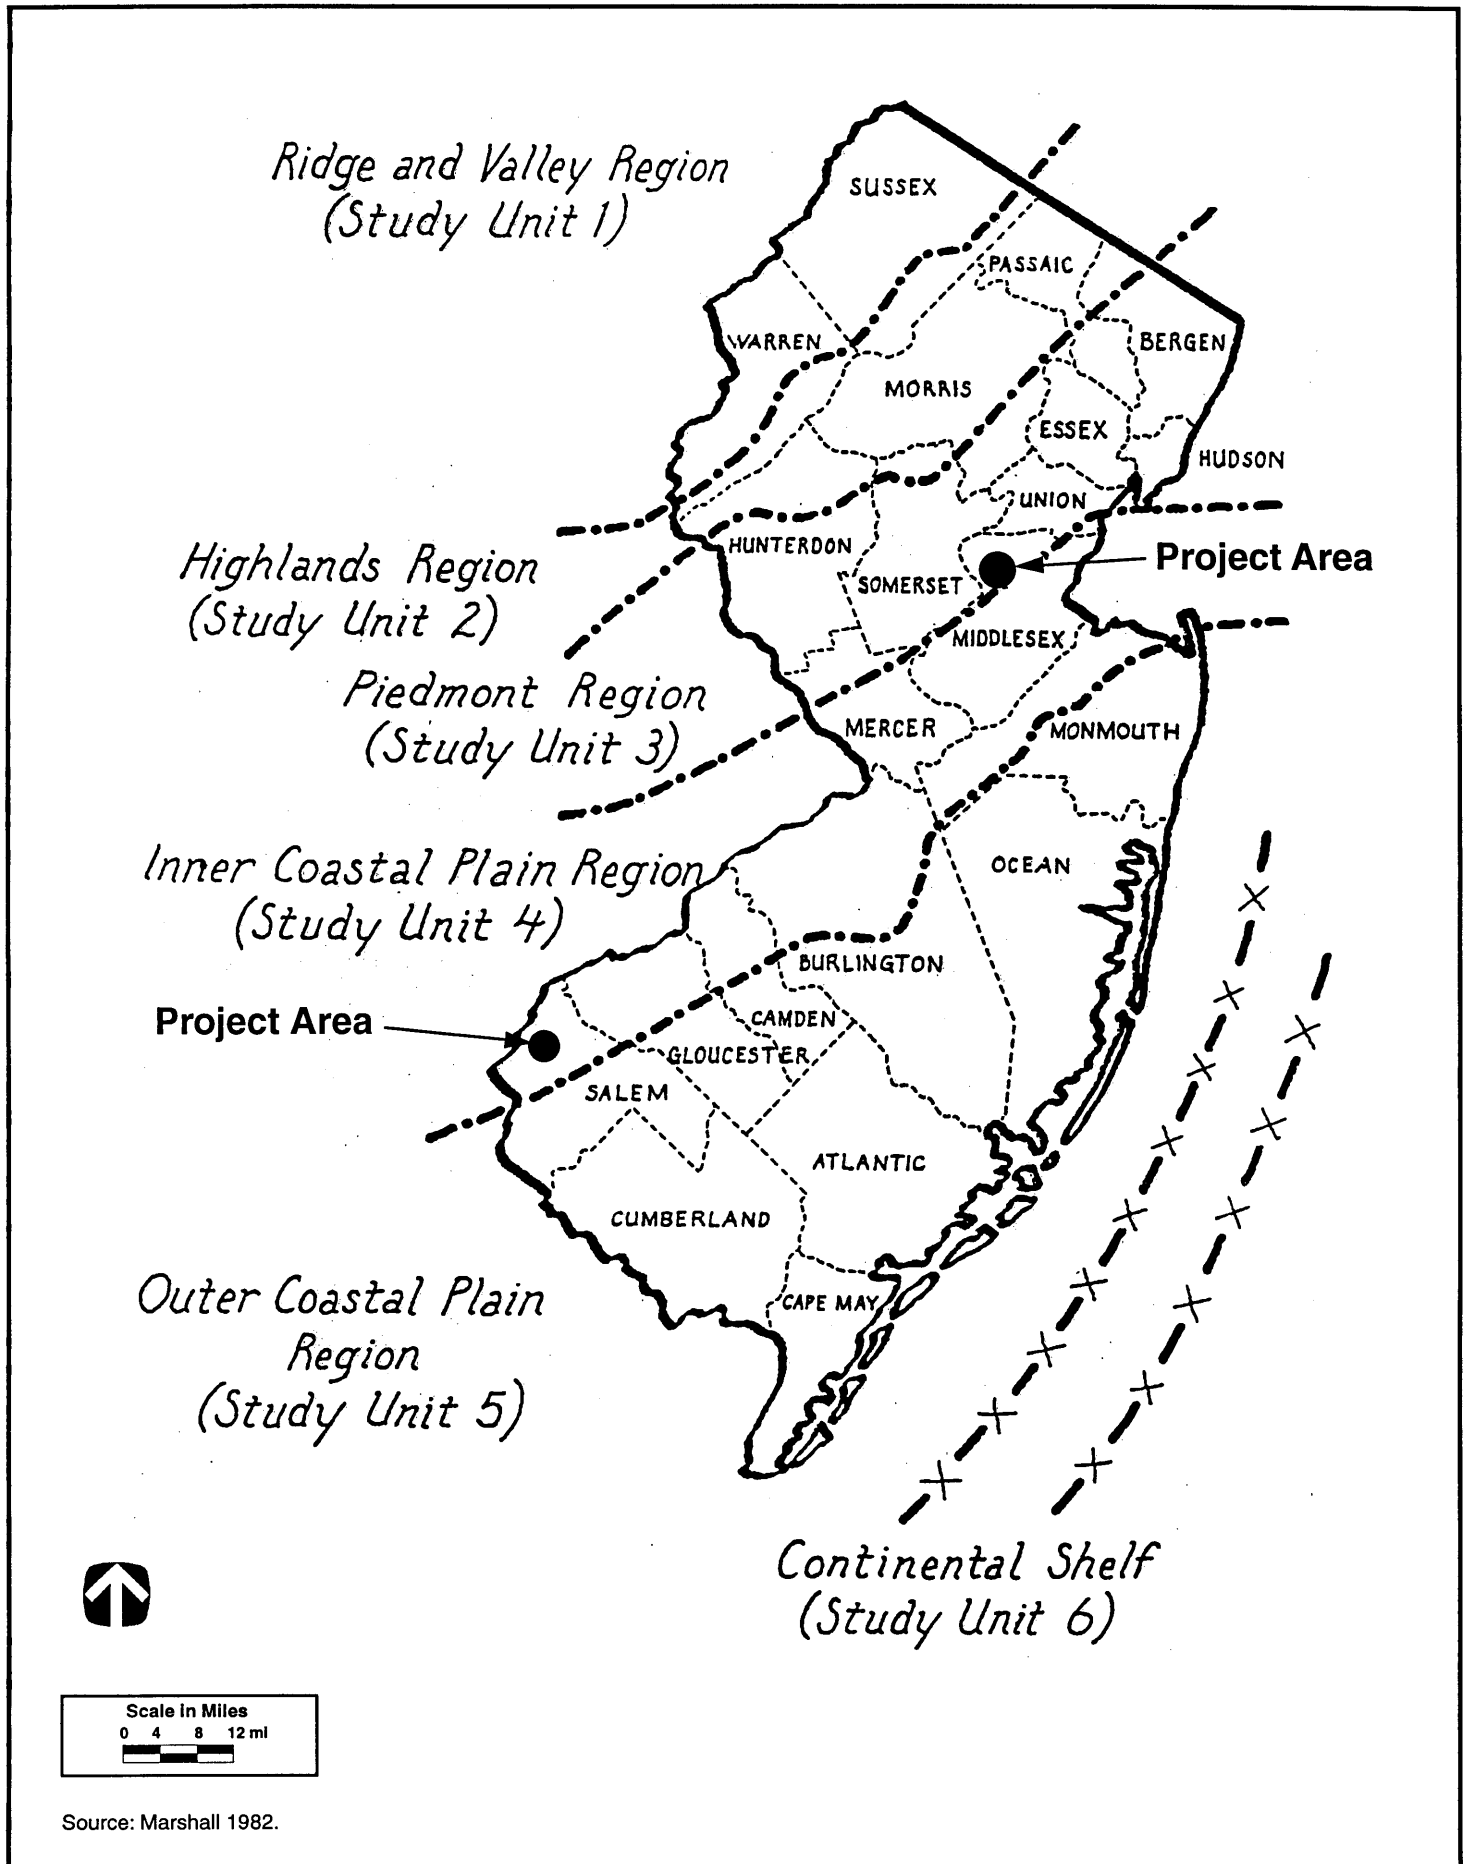 Ridge and Valley Region
(Study Unit 1)
SUSSEX
PASSAIC
WARREN
BERGEN
MORRIS
ESSEX
HUDSON
UNION
HUNTERDON
Highlands Region
(Study Unit 2)
Project Area
SOMERSET
MIDDLESEX
Piedmont Region
(Study Unit 3)
MERCER
MONMOUTH
Inner Coastal Plain Region
(Study Unit 4)
OCEAN
BURLINGTON
Project Area
CAMDEN
GLOUCESTER
SALEM
ATLANTIC
CUMBERLAND
Outer Coastal Plain
Region
(Study Unit 5)
CAPE MAY
Continental Shelf
(Study Unit 6)
Scale in Miles
0 4 8 12 mi
Source: Marshall 1982.